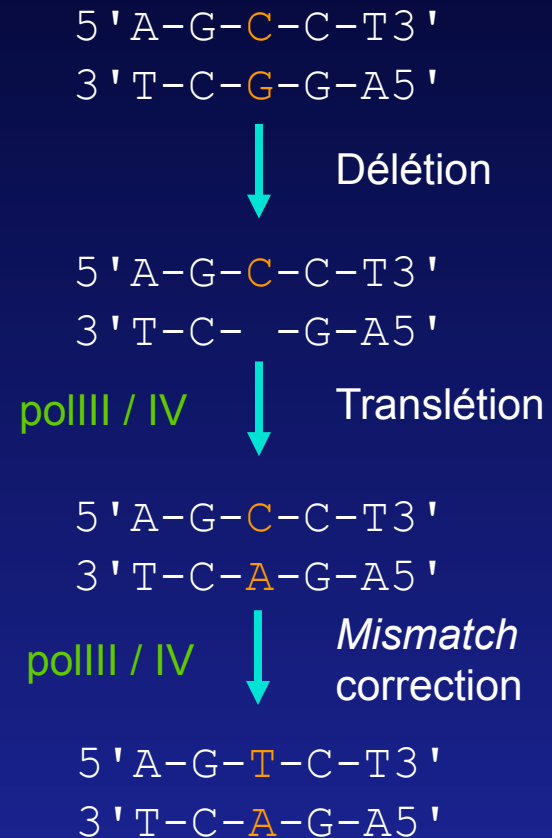 5'A-G-C-C-T3'
3'T-C-G-G-A5'
Délétion
5'A-G-C-C-T3'
3'T-C- -G-A5'
polIII / IV
Translétion
5'A-G-C-C-T3'
3'T-C-A-G-A5'
polIII / IV
Mismatch
correction
5'A-G-T-C-T3'
3'T-C-A-G-A5'